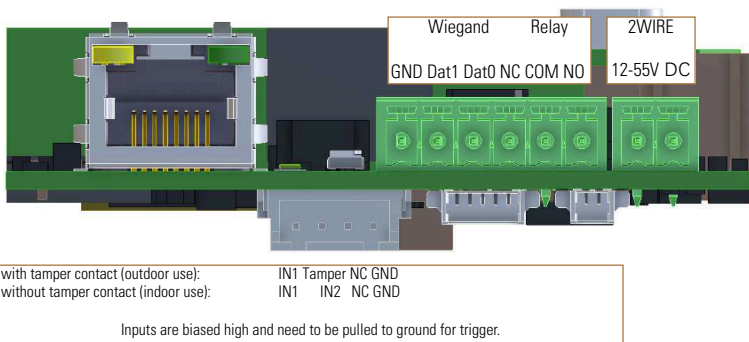 Wiegand Relay
GND Dat1 Dat0 NC COM NO
2WIRE
12-55V DC
with tamper contact (outdoor use): IN1 Tamper NC GND
without tamper contact (indoor use): IN1 IN2 NC GND
Inputs are biased high and need to be pulled to ground for trigger.